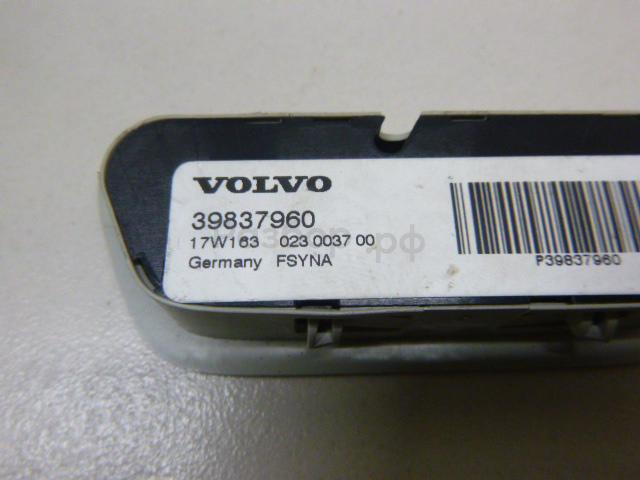 VOLVO
39837960
17W163 023 0037 00
Germany FSYNA
P39837960